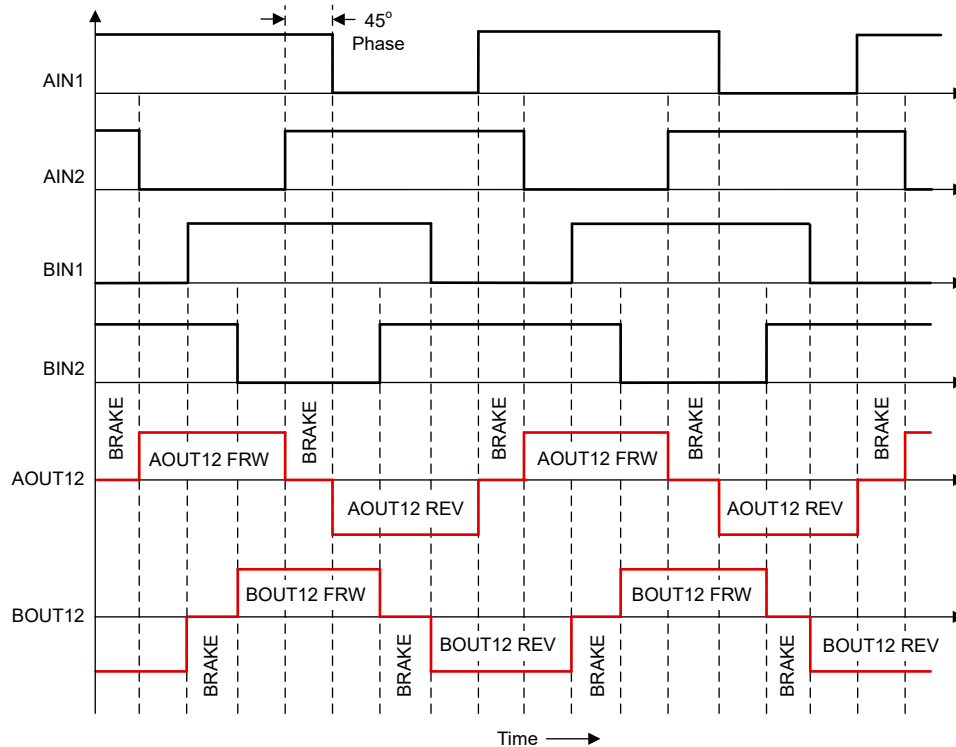 45°
Phase
AIN1
AIN2
BIN1
BIN2
BRAKE
BRAKE
BRAKE
BRAKE
BRAKE
AOUT12 FRW
AOUT12 FRW
AOUT12
AOUT12 REV
AOUT12 REV
BOUT12 FRW
BOUT12 FRW
BOUT12
BOUT12 REV
BOUT12 REV
BRAKE
BRAKE
BRAKE
BRAKE
Time